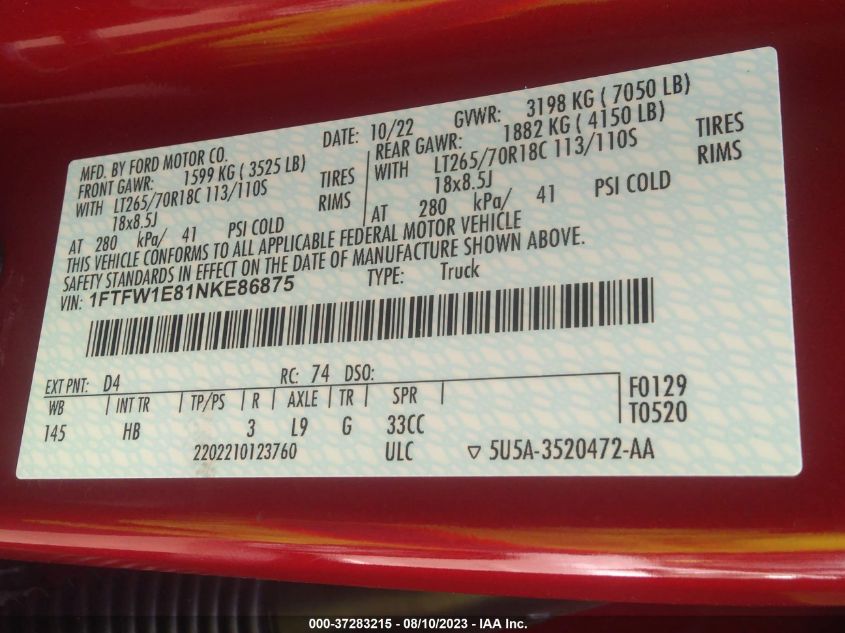 MFD. BY FORD MOTOR CO.
DATE: 10/22
GVWR: 3198 KG ( 7050 LB)
FRONT GAWR: 1599 KG ( 3525 LB)
WITH LT265/70R18C 113/110S TIRES
18x8.5J RIMS
AT 280 kPa/ 41 PSI COLD
REAR GAWR: 1882 KG ( 4150 LB)
WITH LT265/70R18C 113/110S TIRES
18x8.5J RIMS
AT 280 kPa/ 41 PSI COLD
THIS VEHICLE CONFORMS TO ALL APPLICABLE FEDERAL MOTOR VEHICLE
SAFETY STANDARDS IN EFFECT ON THE DATE OF MANUFACTURE SHOWN ABOVE.
VIN: 1FTFW1E81NKE86875 TYPE: Truck
EXT PNT: D4 RC: 74 DSO:
WB INT TR TP/PS R AXLE TR SPR
F0129
T0520
145 HB 3 L9 G 33CC
2202210123760 ULC ▽ 5U5A-3520472-AA
000-37283215 - 08/10/2023 - IAA Inc.